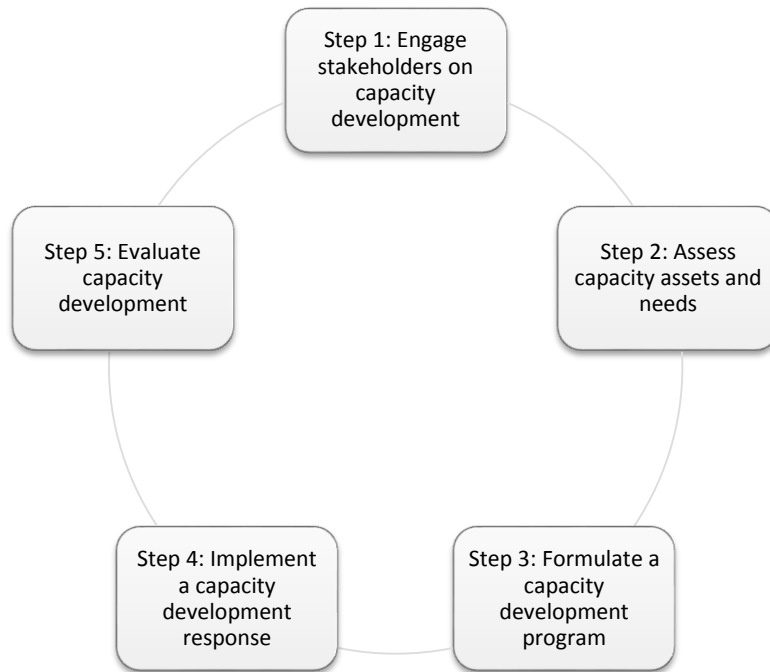 Step 1: Engage
stakeholders on
capacity
development
Step 2: Assess
capacity assets and
needs
Step 3: Formulate a
capacity
development
program
Step 4: Implement
a capacity
development
response
Step 5: Evaluate
capacity
development